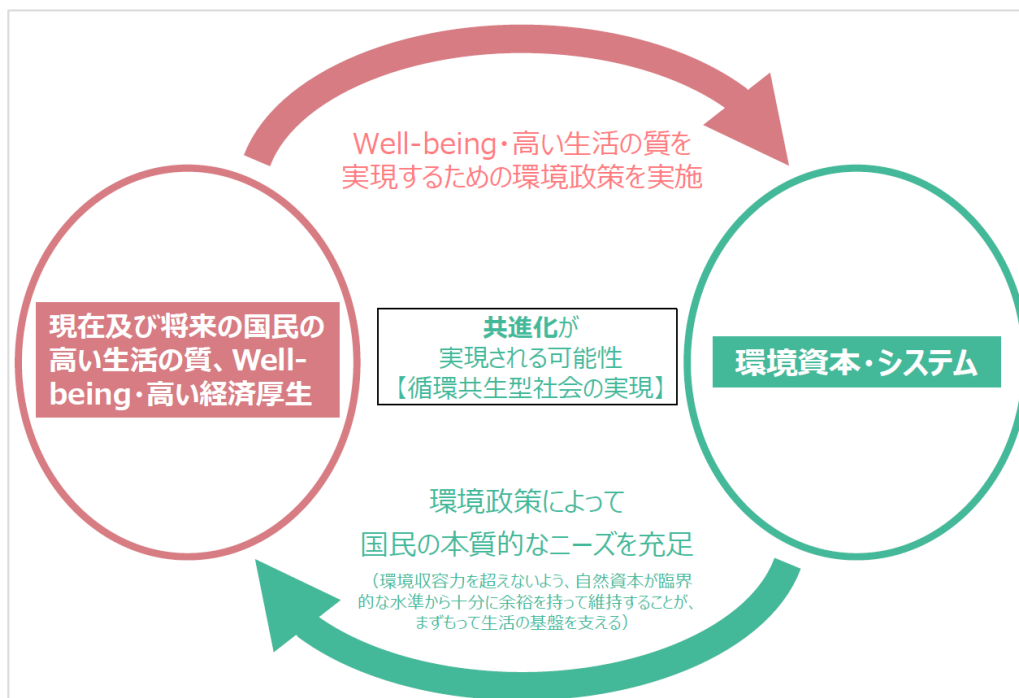 Well-being・高い生活の質を
実現するための環境政策を実施
現在及び将来の国民の
高い生活の質、Well-
being・高い経済厚生
共進化が
実現される可能性
【循環共生型社会の実現】
環境資本・システム
環境政策によって
国民の本質的なニーズを充足
（環境収容力を超えないよう、自然資本が臨界
的な水準から十分に余裕を持って維持することが、
まずもって生活の基盤を支える）